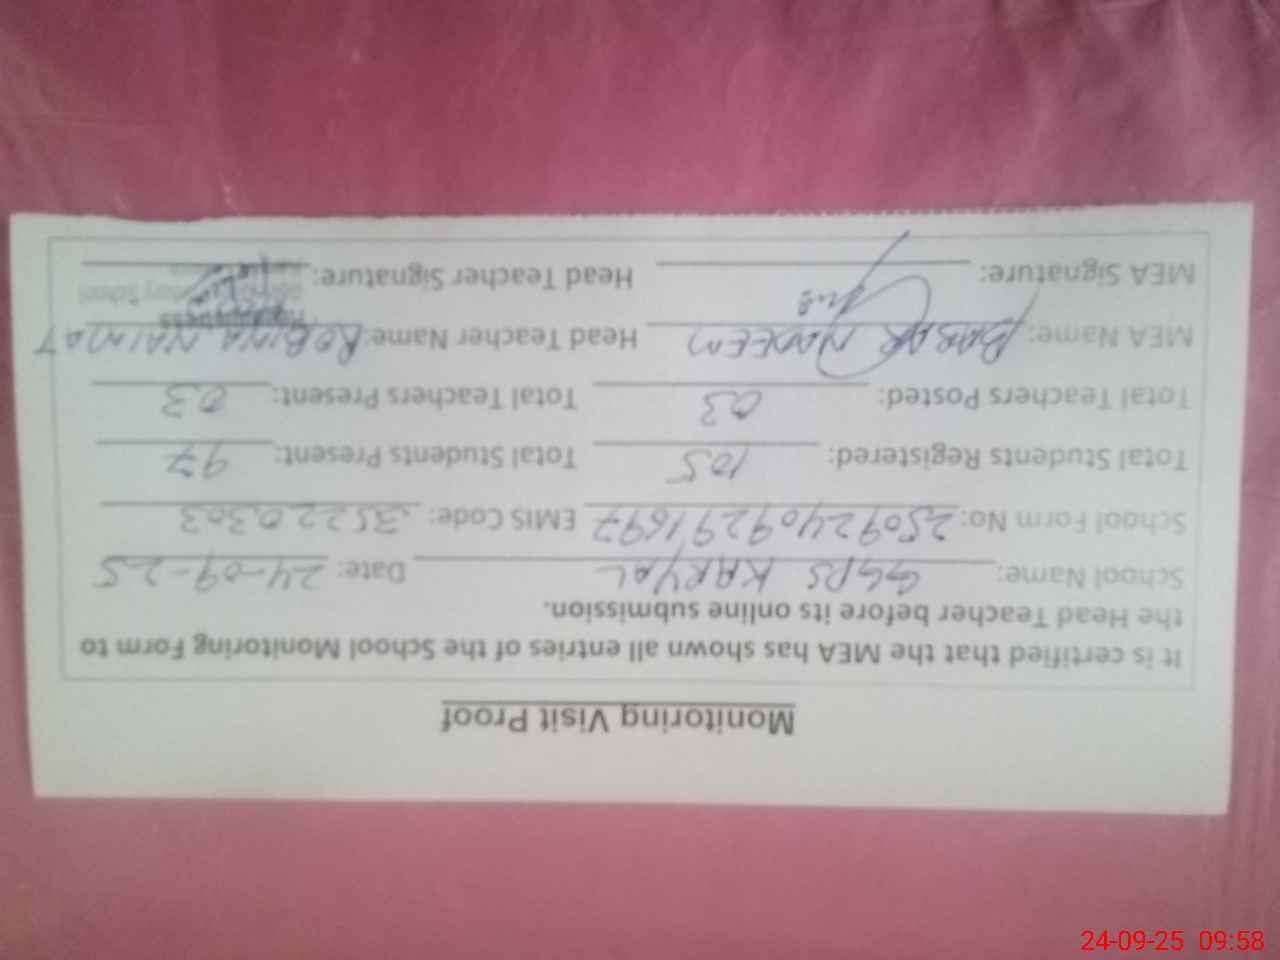 Monitoring Visit Proof
It is certified that the MEA has shown all entries of the School Monitoring Form to
the Head Teacher before its online submission.
School Name: GGPS KARYAL Date: 24-09-25
School Form No: 25092409291697 EMIS Code: 35220303
Total Students Registered: 105 Total Students Present: 97
Total Teachers Posted: 03 Total Teachers Present: 03
MEA Name: BABAR NADEEM Head Teacher Name: ROBINA NAIMAT
MEA Signature: Head Teacher Signature:
24-09-25 09:58